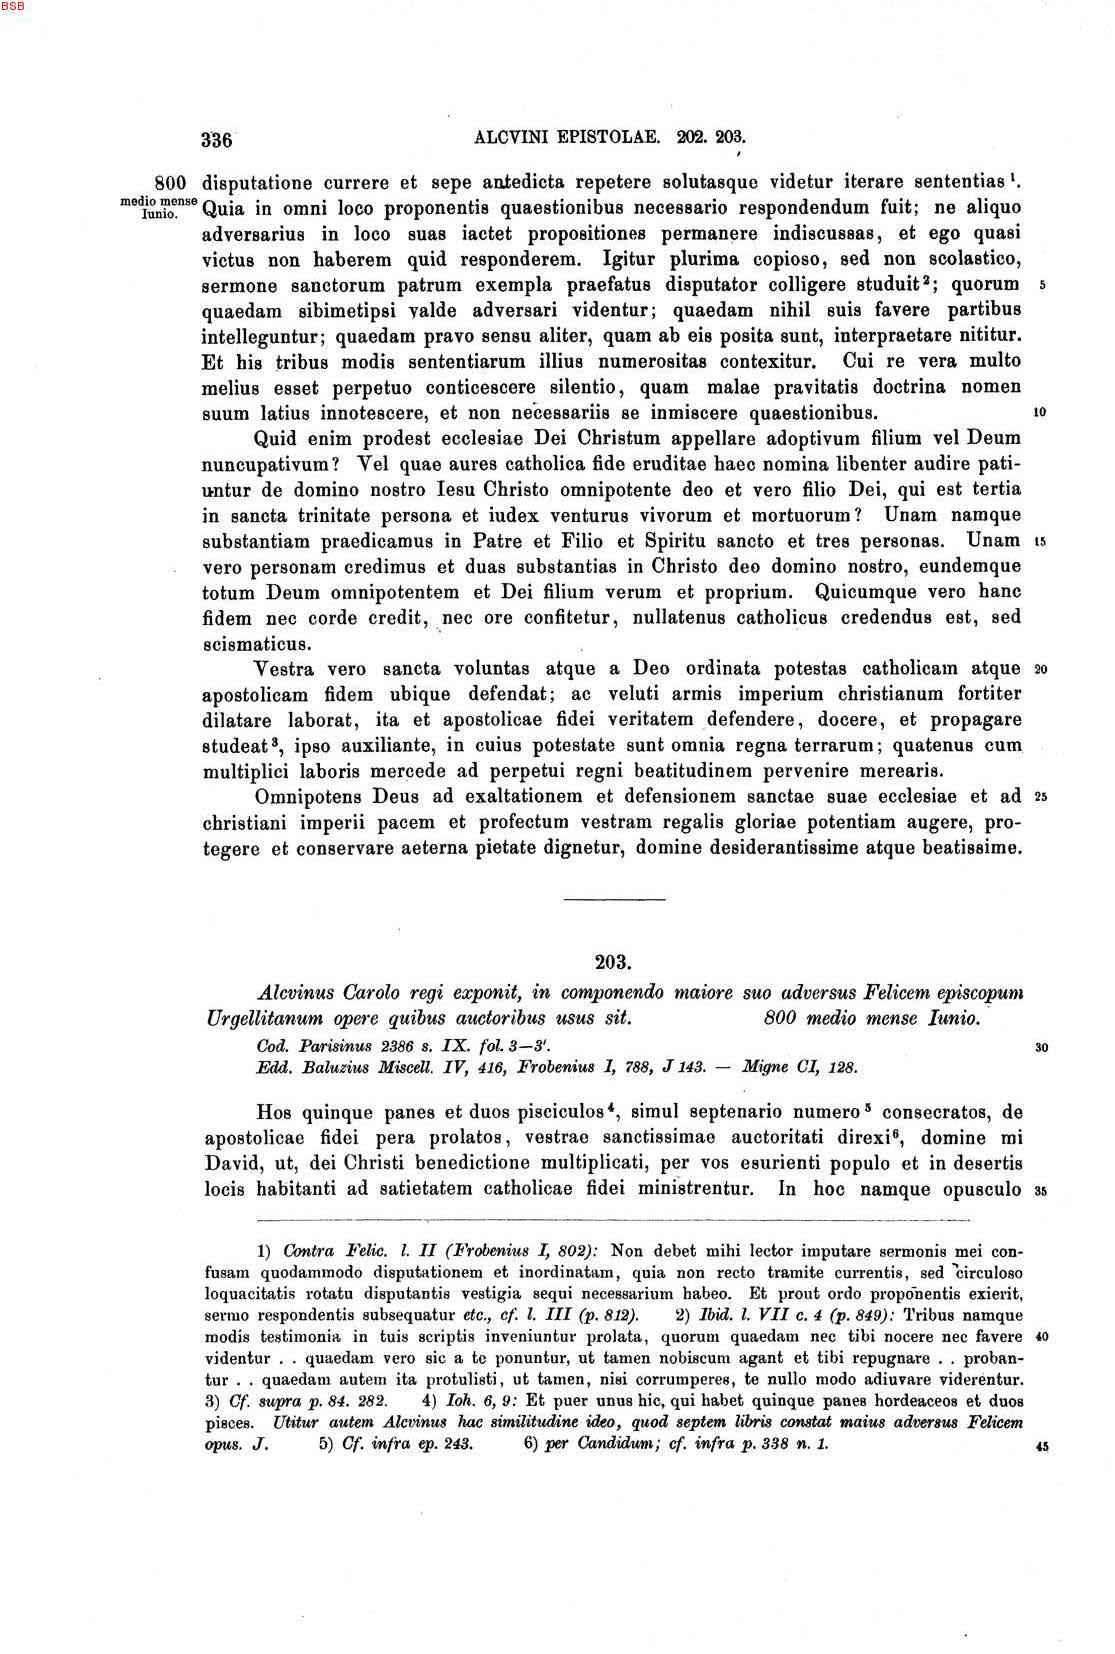 BSB
336 ALCVINI EPISTOLAE. 202. 203.
800 disputatione currere et sepe antedicta repetere solutasque videtur iterare sententias¹.
medio mense Iunio. Quia in omni loco proponentis quaestionibus necessario respondendum fuit; ne aliquo
adversarius in loco suas iactet propositiones permanere indiscussas, et ego quasi
victus non haberem quid responderem. Igitur plurima copioso, sed non scolastico,
sermone sanctorum patrum exempla praefatus disputator colligere studuit²; quorum 5
quaedam sibimetipsi valde adversari videntur; quaedam nihil suis favere partibus
intelleguntur; quaedam pravo sensu aliter, quam ab eis posita sunt, interpraetare nititur.
Et his tribus modis sententiarum illius numerositas contexitur. Cui re vera multo
melius esset perpetuo conticescere silentio, quam malae pravitatis doctrina nomen
suum latius innotescere, et non necessariis se inmiscere quaestionibus. 10
Quid enim prodest ecclesiae Dei Christum appellare adoptivum filium vel Deum
nuncupativum? Vel quae aures catholica fide eruditae haec nomina libenter audire pati-
untur de domino nostro Iesu Christo omnipotente deo et vero filio Dei, qui est tertia
in sancta trinitate persona et iudex venturus vivorum et mortuorum? Unam namque
substantiam praedicamus in Patre et Filio et Spiritu sancto et tres personas. Unam 15
vero personam credimus et duas substantias in Christo deo domino nostro, eundemque
totum Deum omnipotentem et Dei filium verum et proprium. Quicumque vero hanc
fidem nec corde credit, nec ore confitetur, nullatenus catholicus credendus est, sed
scismaticus.
Vestra vero sancta voluntas atque a Deo ordinata potestas catholicam atque 20
apostolicam fidem ubique defendat; ac veluti armis imperium christianum fortiter
dilatare laborat, ita et apostolicae fidei veritatem defendere, docere, et propagare
studeat³, ipso auxiliante, in cuius potestate sunt omnia regna terrarum; quatenus cum
multiplici laboris mercede ad perpetui regni beatitudinem pervenire merearis.
Omnipotens Deus ad exaltationem et defensionem sanctae suae ecclesiae et ad 25
christiani imperii pacem et profectum vestram regalis gloriae potentiam augere, pro-
tegere et conservare aeterna pietate dignetur, domine desiderantissime atque beatissime.
203.
Alcvinus Carolo regi exponit, in componendo maiore suo adversus Felicem episcopum
Urgellitanum opere quibus auctoribus usus sit. 800 medio mense Iunio.
Cod. Parisinus 2386 s. IX. fol. 3—3'. 30
Edd. Baluzius Miscell. IV, 416, Frobenius I, 788, J 143. — Migne CI, 128.
Hos quinque panes et duos pisciculos⁴, simul septenario numero⁵ consecratos, de
apostolicae fidei pera prolatos, vestrae sanctissimae auctoritati direxi⁶, domine mi
David, ut, dei Christi benedictione multiplicati, per vos esurienti populo et in desertis
locis habitanti ad satietatem catholicae fidei ministrentur. In hoc namque opusculo 35
1) Contra Felic. l. II (Frobenius I, 802): Non debet mihi lector imputare sermonis mei con-
fusam quodammodo disputationem et inordinatam, quia non recto tramite currentis, sed circuloso
loquacitatis rotatu disputantis vestigia sequi necessarium habeo. Et prout ordo proponentis exierit,
sermo respondentis subsequatur etc., cf. l. III (p. 812). 2) Ibid. l. VII c. 4 (p. 849): Tribus namque
modis testimonia in tuis scriptis inveniuntur prolata, quorum quaedam nec tibi nocere nec favere 40
videntur . . quaedam vero sic a te ponuntur, ut tamen nobiscum agant et tibi repugnare . . proban-
tur . . quaedam autem ita protulisti, ut tamen, nisi corrumperes, te nullo modo adiuvare viderentur.
3) Cf. supra p. 84. 282. 4) Ioh. 6, 9: Et puer unus hic, qui habet quinque panes hordeaceos et duos
pisces. Utitur autem Alcvinus hac similitudine ideo, quod septem libris constat maius adversus Felicem
opus. J. 5) Cf. infra ep. 243. 6) per Candidum; cf. infra p. 338 n. 1. 45